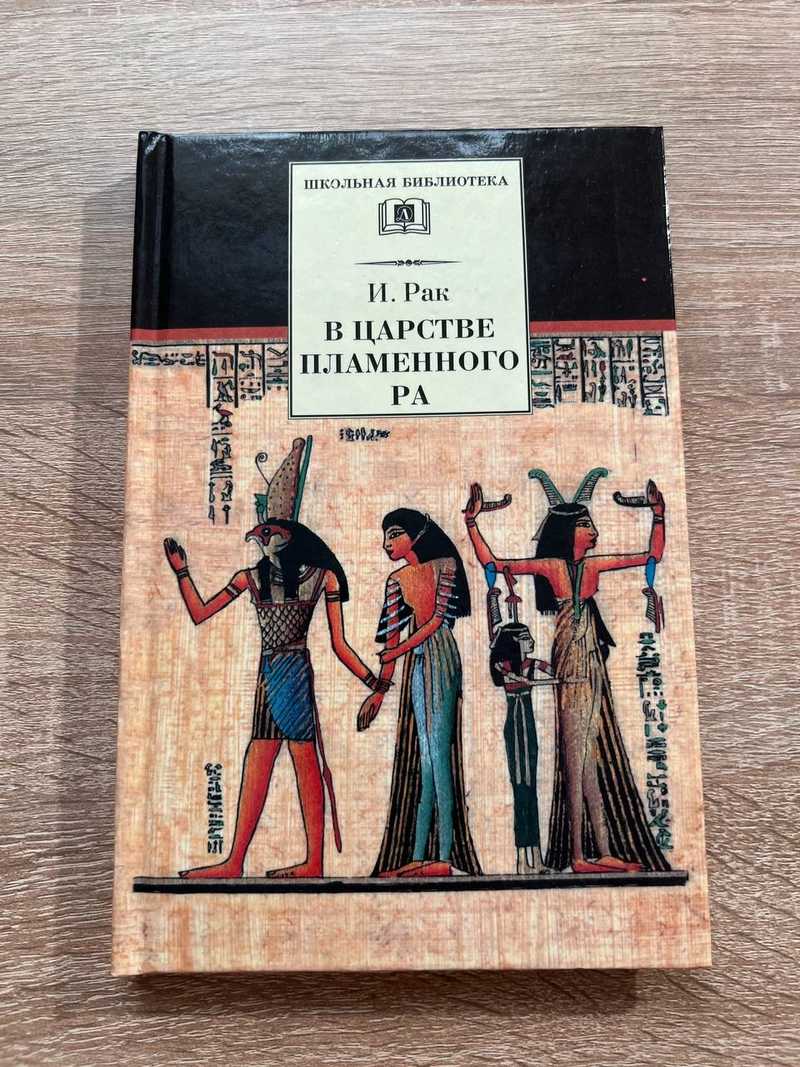 ШКОЛЬНАЯ БИБЛИОТЕКА
И. Рак
В ЦАРСТВЕ
ПЛАМЕННОГО
РА